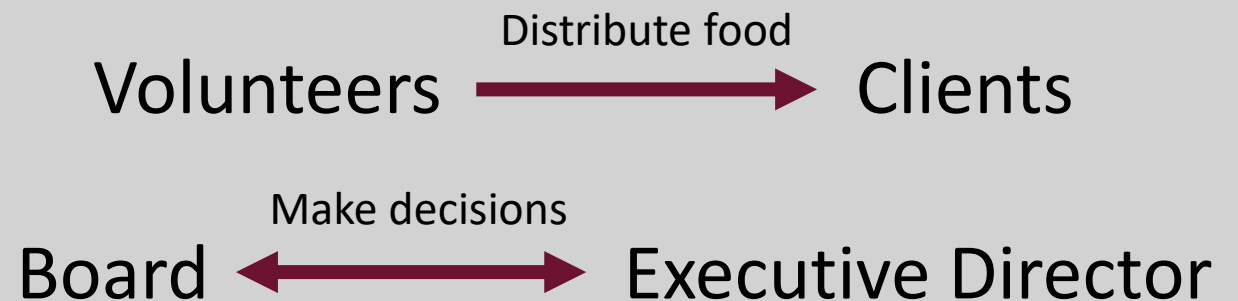 Distribute food
Volunteers Clients
Make decisions
Board Executive Director